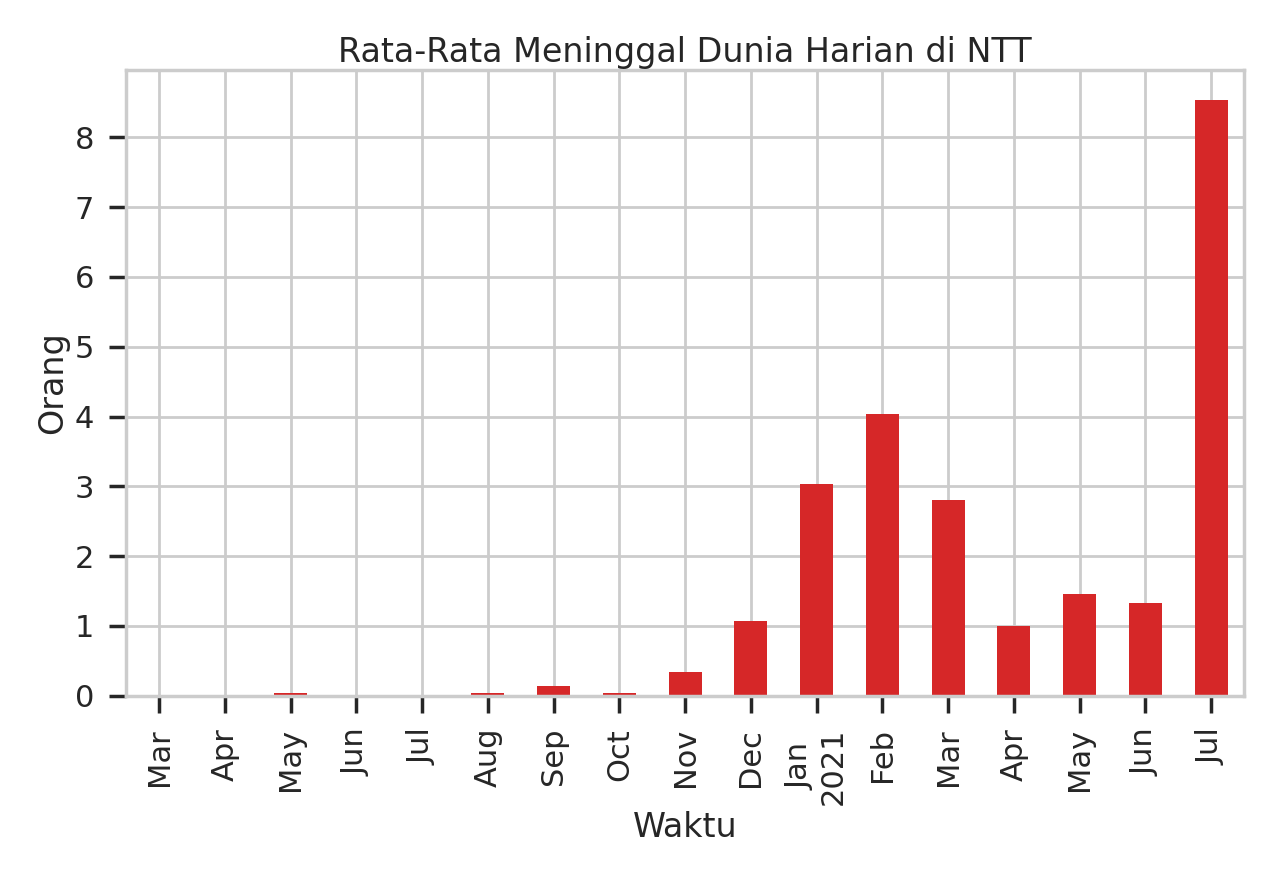 Rata-Rata Meninggal Dunia Harian di NTT
Orang
8
7
6
5
4
3
2
1
0
Mar
Apr
May
Jun
Jul
Aug
Sep
Oct
Nov
Dec
Jan
2021
Feb
Mar
Apr
May
Jun
Jul
Waktu